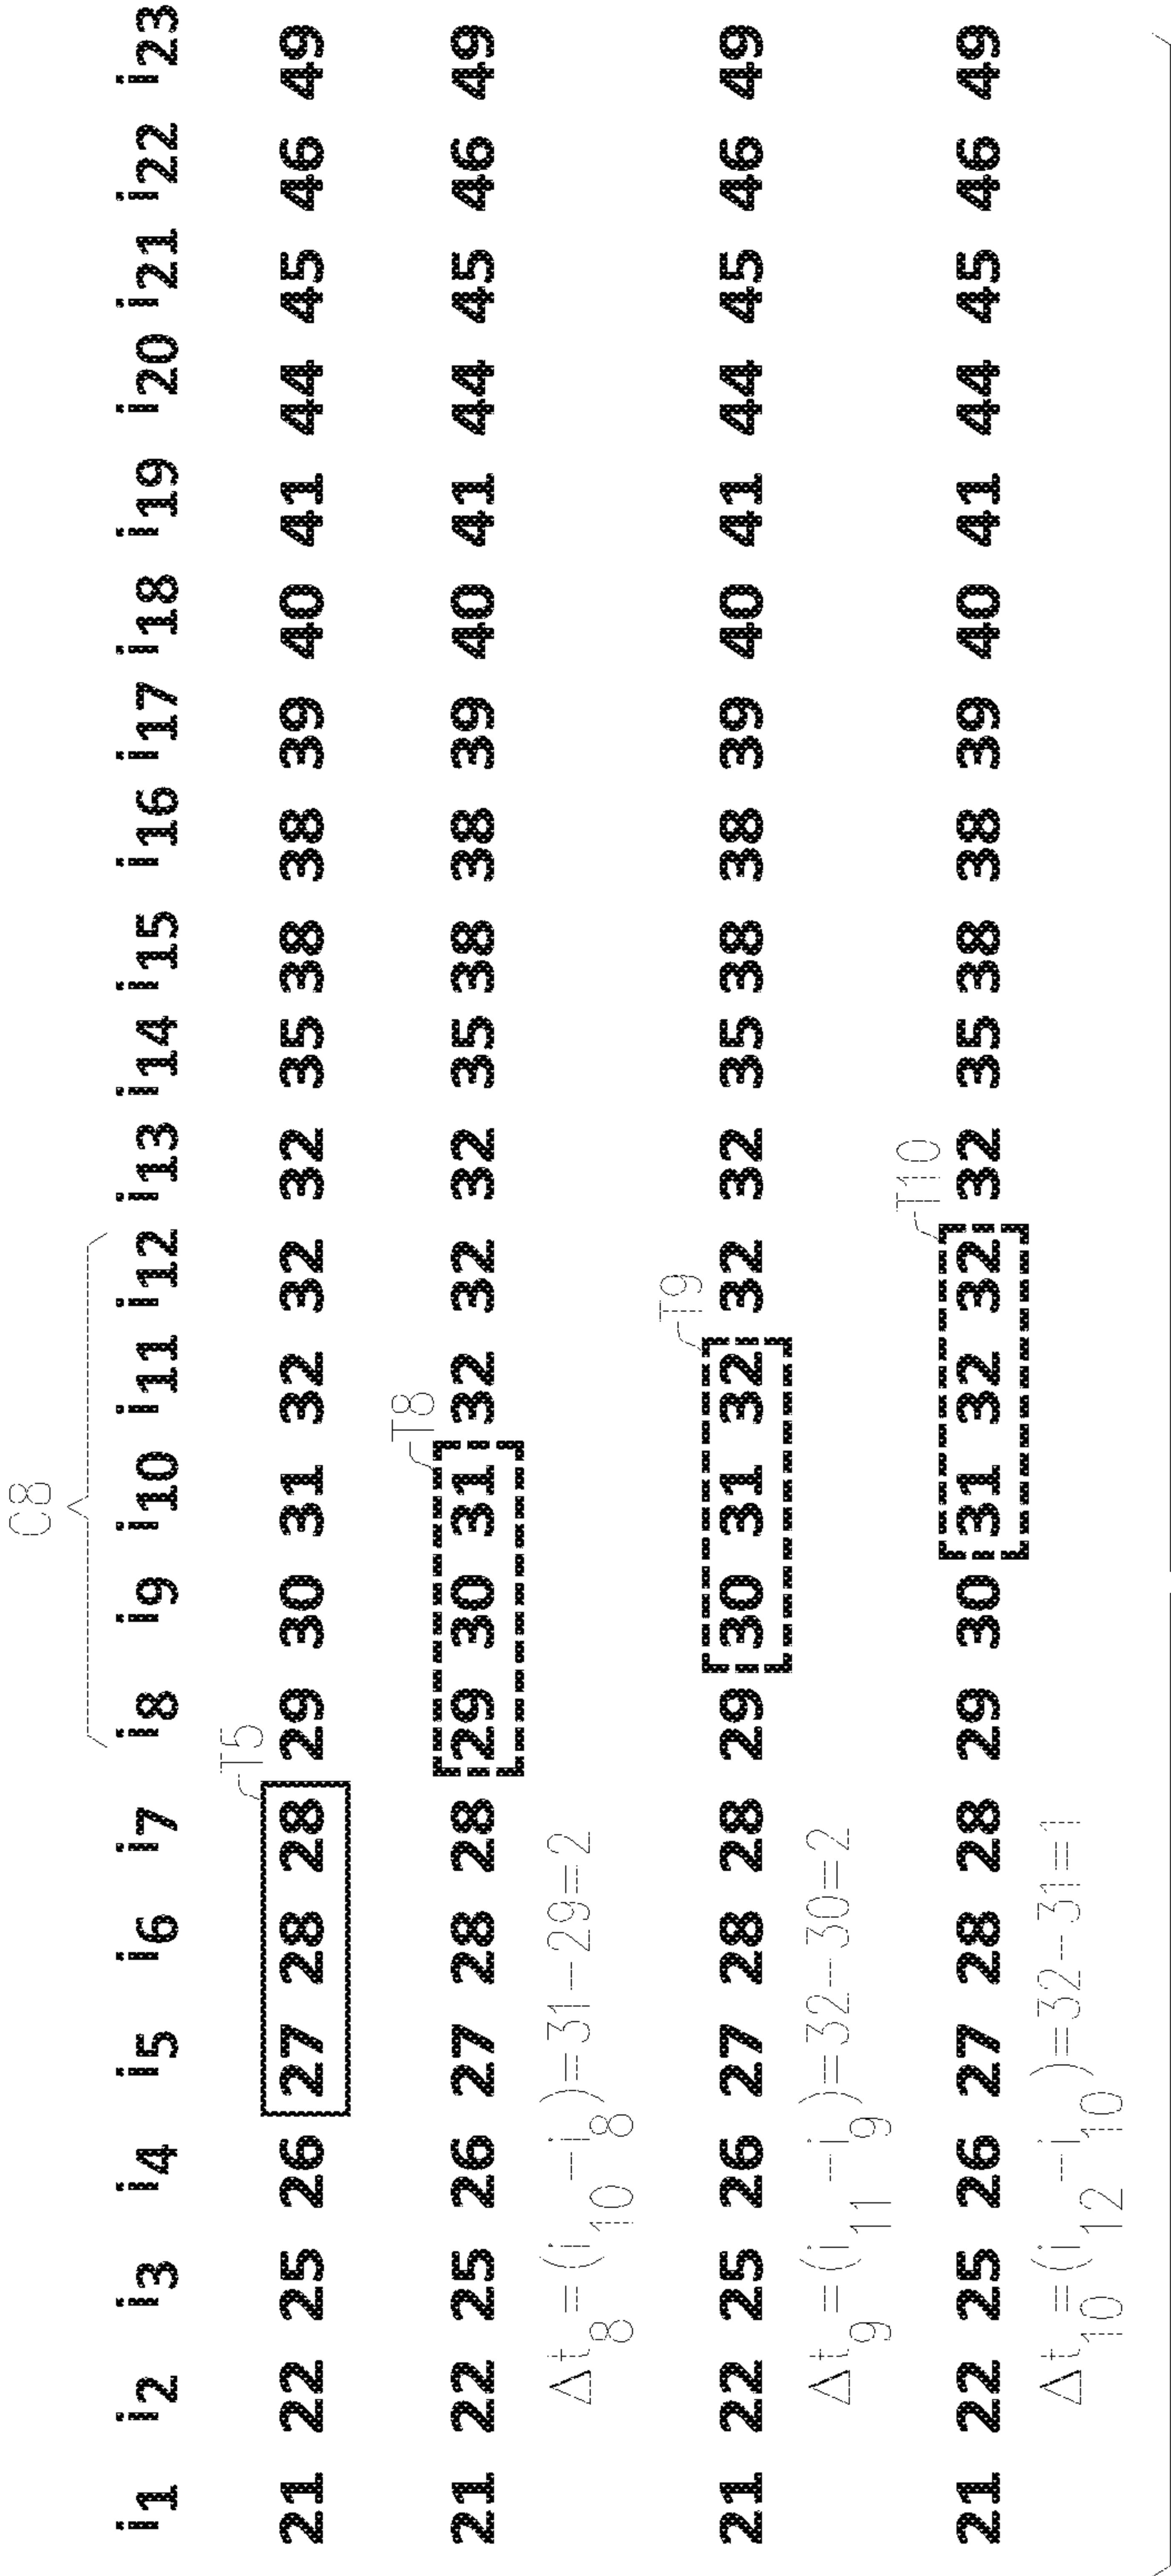 C8
i1 i2 i3 i4 i5 i6 i7 i8 i9 i10 i11 i12 i13 i14 i15 i16 i17 i18 i19 i20 i21 i22 i23
T5
21 22 25 26 27 28 28 29 30 31 32 32 32 35 38 38 39 40 41 44 45 46 49
T8
21 22 25 26 27 28 28 29 30 31 32 32 32 35 38 38 39 40 41 44 45 46 49
Δt8=(i10-i8)=31-29=2
T9
21 22 25 26 27 28 28 29 30 31 32 32 32 35 38 38 39 40 41 44 45 46 49
Δt9=(i11-i9)=32-30=2
T10
21 22 25 26 27 28 28 29 30 31 32 32 32 35 38 38 39 40 41 44 45 46 49
Δt10=(i12-i10)=32-31=1